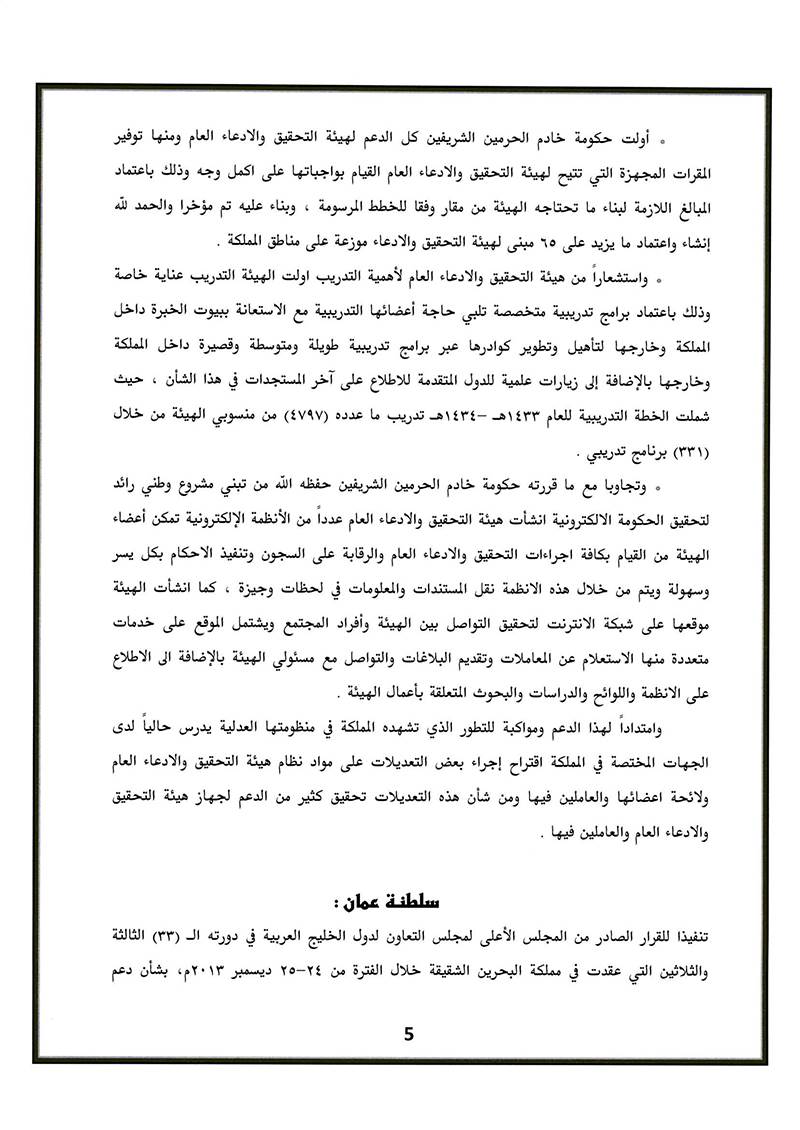 • أولت حكومة خادم الحرمين الشريفين كل الدعم لهيئة التحقيق والادعاء العام ومنها توفير
المقرات المجهزة التي تتيح لهيئة التحقيق والادعاء العام القيام بواجباتها على اكمل وجه وذلك باعتماد
المبالغ اللازمة لبناء ما تحتاجه الهيئة من مقار وفقا للخطط المرسومة ، وبناء عليه تم مؤخرا والحمد لله
إنشاء واعتماد ما يزيد على ٦٥ مبنى لهيئة التحقيق والادعاء موزعة على مناطق المملكة .
• واستشعاراً من هيئة التحقيق والادعاء العام لأهمية التدريب اولت الهيئة التدريب عناية خاصة
وذلك باعتماد برامج تدريبية متخصصة تلبي حاجة أعضائها التدريبية مع الاستعانة ببيوت الخبرة داخل
المملكة وخارجها لتأهيل وتطوير كوادرها عبر برامج تدريبية طويلة ومتوسطة وقصيرة داخل المملكة
وخارجها بالإضافة إلى زيارات علمية للدول المتقدمة للاطلاع على آخر المستجدات في هذا الشأن ، حيث
شملت الخطة التدريبية للعام ١٤٣٣هـ –١٤٣٤هـ تدريب ما عدده (٤٧٩٧) من منسوبي الهيئة من خلال
(٣٣١) برنامج تدريبي .
• وتجاوبا مع ما قررته حكومة خادم الحرمين الشريفين حفظه الله من تبني مشروع وطني رائد
لتحقيق الحكومة الالكترونية انشأت هيئة التحقيق والادعاء العام عدداً من الأنظمة الإلكترونية تمكن أعضاء
الهيئة من القيام بكافة اجراءات التحقيق والادعاء العام والرقابة على السجون وتنفيذ الاحكام بكل يسر
وسهولة ويتم من خلال هذه الانظمة نقل المستندات والمعلومات في لحظات وجيزة ، كما انشأت الهيئة
موقعها على شبكة الانترنت لتحقيق التواصل بين الهيئة وأفراد المجتمع ويشتمل الموقع على خدمات
متعددة منها الاستعلام عن المعاملات وتقديم البلاغات والتواصل مع مسئولي الهيئة بالإضافة الى الاطلاع
على الانظمة واللوائح والدراسات والبحوث المتعلقة بأعمال الهيئة .
وامتداداً لهذا الدعم ومواكبة للتطور الذي تشهده المملكة في منظومتها العدلية يدرس حالياً لدى
الجهات المختصة في المملكة اقتراح إجراء بعض التعديلات على مواد نظام هيئة التحقيق والادعاء العام
ولائحة اعضائها والعاملين فيها ومن شأن هذه التعديلات تحقيق كثير من الدعم لجهاز هيئة التحقيق
والادعاء العام والعاملين فيها .
سلطنة عمان :
تنفيذا للقرار الصادر من المجلس الأعلى لمجلس التعاون لدول الخليج العربية في دورته الـ (٣٣) الثالثة
والثلاثين التي عقدت في مملكة البحرين الشقيقة خلال الفترة من ٢٤–٢٥ ديسمبر ٢٠١٣م، بشأن دعم
5